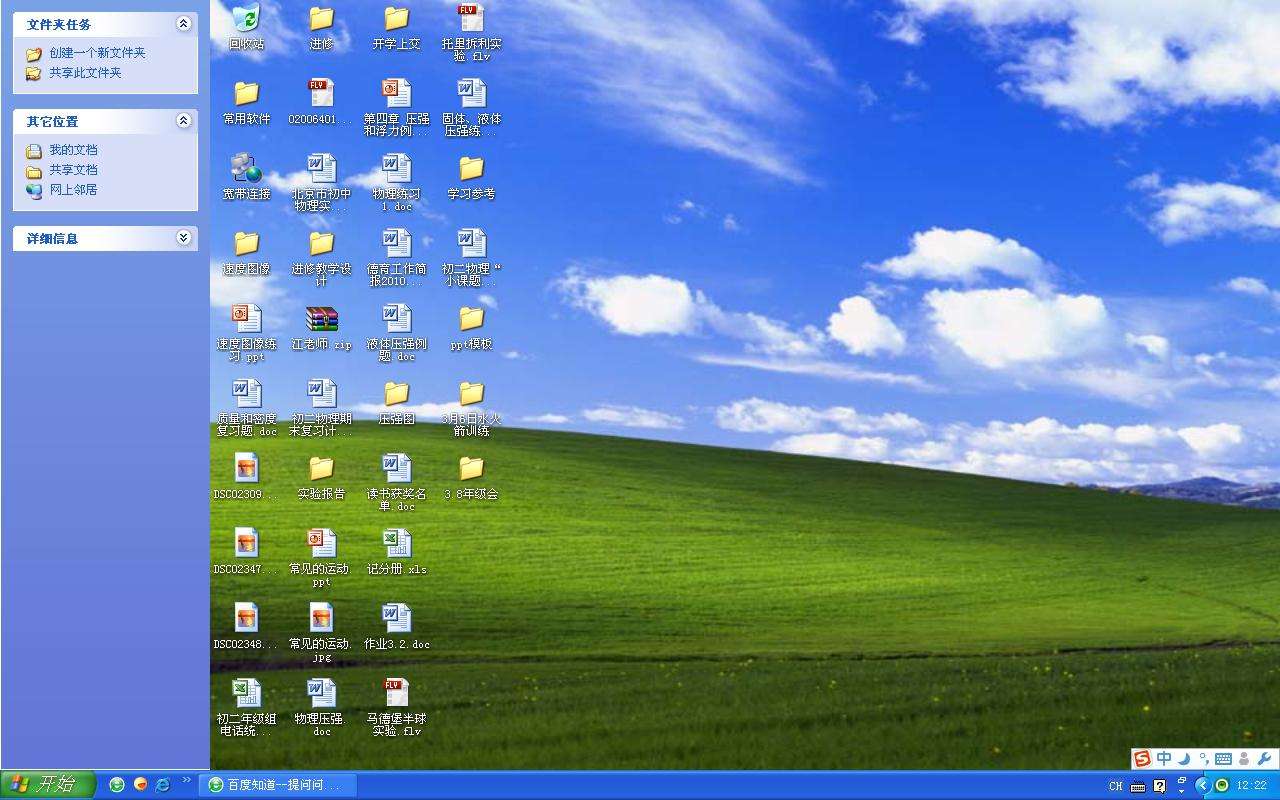 文件夹任务
创建一个新文件夹
共享此文件夹
其它位置
我的文档
共享文档
网上邻居
详细信息
回收站
进修
开学上交
托里拆利实
验.flv
常用软件
02006401...
第四章 压强
和浮力例...
固体、液体
压强练...
宽带连接
北京市初中
物理实...
物理练习
1.doc
学习参考
速度图像
进修教学设
计
德育工作简
报2010...
初二物理“
小课题...
速度图像练
习.ppt
江老师.zip
液体压强例
题.doc
ppt模板
质量和密度
复习题.doc
初二物理期
末复习计...
压强图
3月6日水火
箭训练
DSC02309...
实验报告
读书获奖名
单.doc
3 8年级会
DSC02347...
常见的运动.
ppt
记分册.xls
DSC02348...
常见的运动.
jpg
作业3.2.doc
初二年级组
电话统...
物理压强.
doc
马德堡半球
实验.flv
中
开始
百度知道--提问问...
CH
12:22